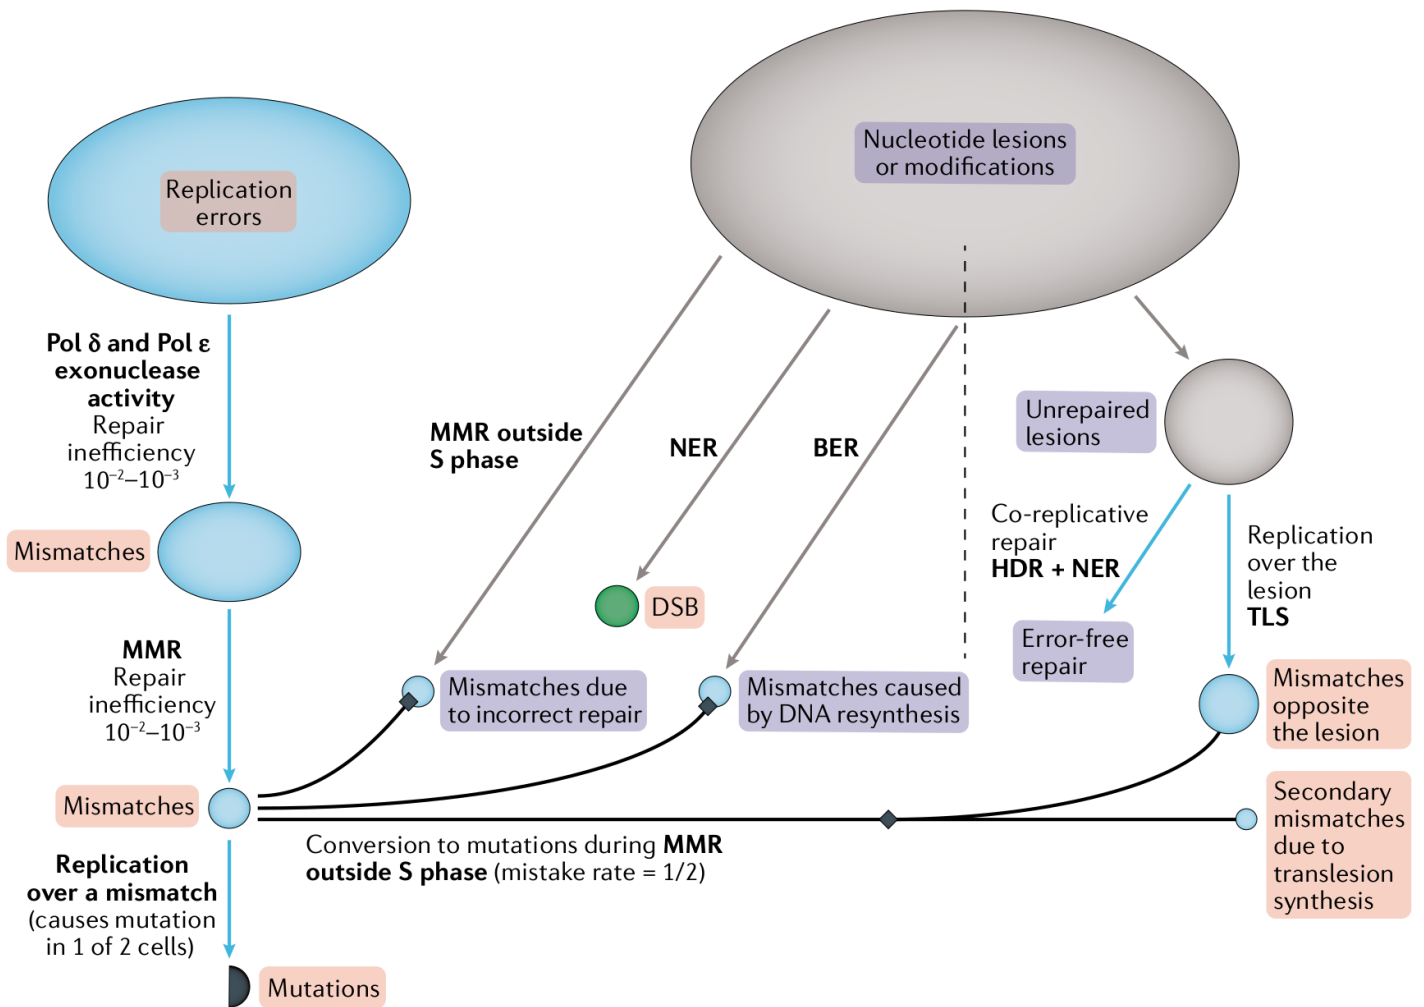 Replication
errors
Nucleotide lesions
or modifications
Pol δ and Pol ε
exonuclease
activity
Repair
inefficiency
10⁻²–10⁻³
MMR outside
S phase
NER
BER
Unrepaired
lesions
Co-replicative
repair
HDR + NER
Replication
over the
lesion
TLS
Mismatches
DSB
Error-free
repair
MMR
Repair
inefficiency
10⁻²–10⁻³
Mismatches due
to incorrect repair
Mismatches caused
by DNA resynthesis
Mismatches
opposite
the lesion
Mismatches
Secondary
mismatches
due to
translesion
synthesis
Conversion to mutations during MMR
outside S phase (mistake rate = 1/2)
Replication
over a mismatch
(causes mutation
in 1 of 2 cells)
Mutations